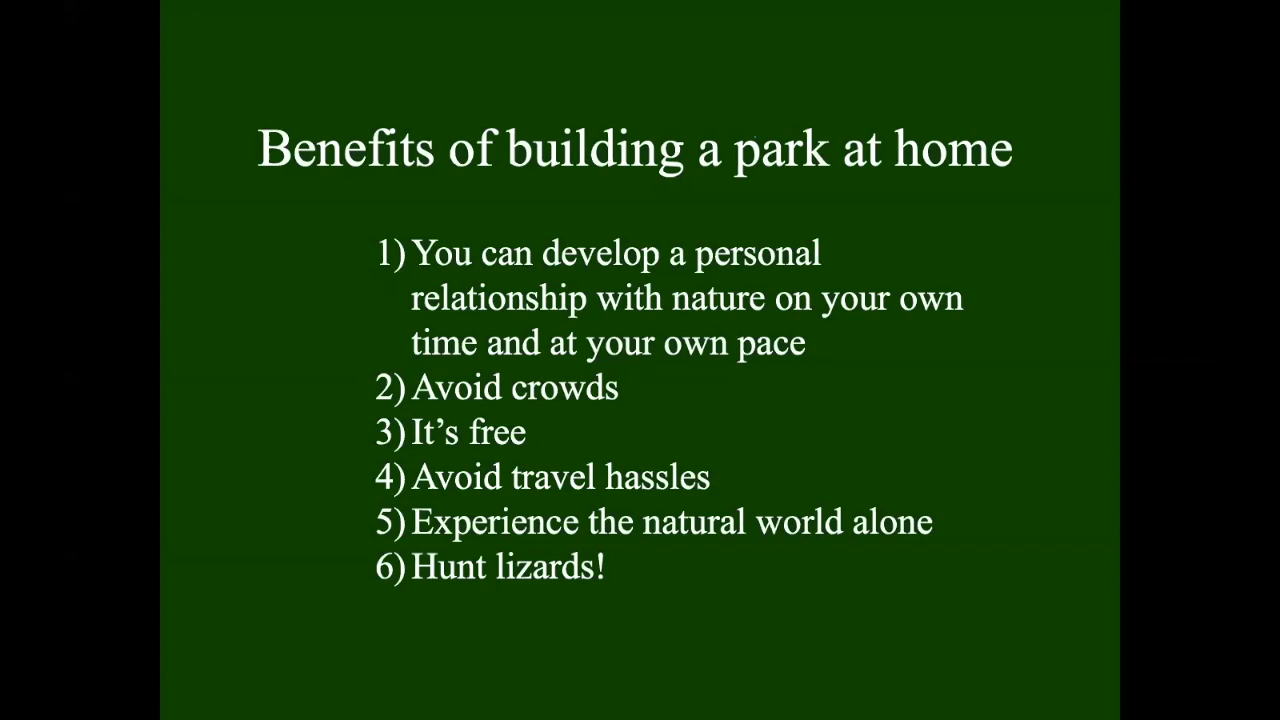 Benefits of building a park at home
1) You can develop a personal
relationship with nature on your own
time and at your own pace
2) Avoid crowds
3) It’s free
4) Avoid travel hassles
5) Experience the natural world alone
6) Hunt lizards!